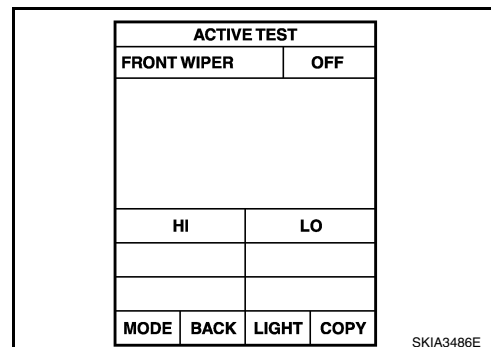 ACTIVE TEST
FRONT WIPER OFF
HI LO
MODE BACK LIGHT COPY
SKIA3486E